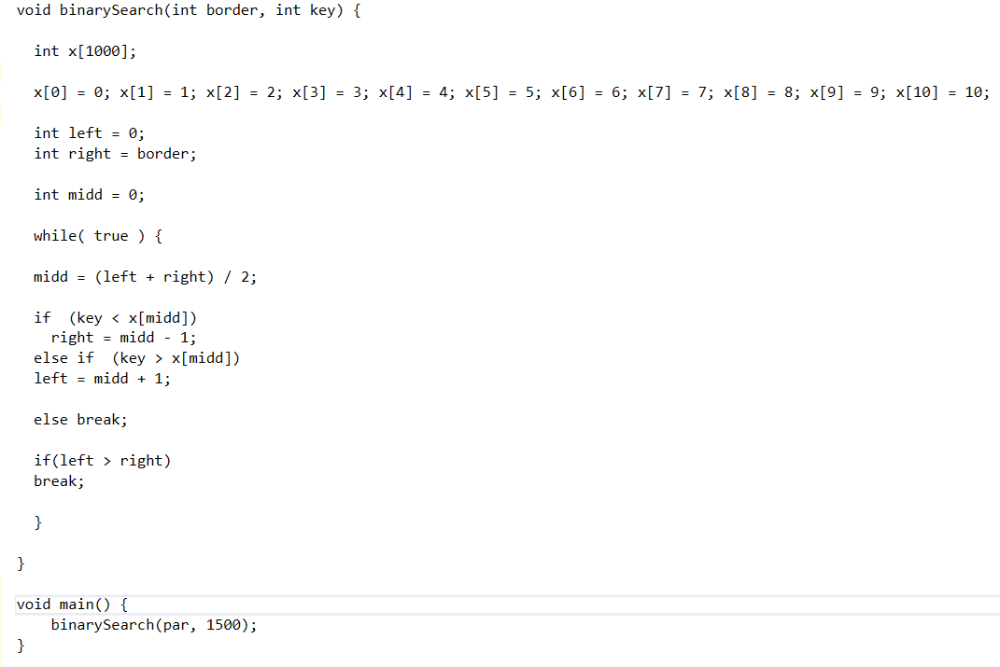 void binarySearch(int border, int key) {
int x[1000];
x[0] = 0; x[1] = 1; x[2] = 2; x[3] = 3; x[4] = 4; x[5] = 5; x[6] = 6; x[7] = 7; x[8] = 8; x[9] = 9; x[10] = 10;
int left = 0;
int right = border;
int midd = 0;
while( true ) {
midd = (left + right) / 2;
if  (key < x[midd])
right = midd - 1;
else if  (key > x[midd])
left = midd + 1;
else break;
if(left > right)
break;
}
}
void main() {
binarySearch(par, 1500);
}